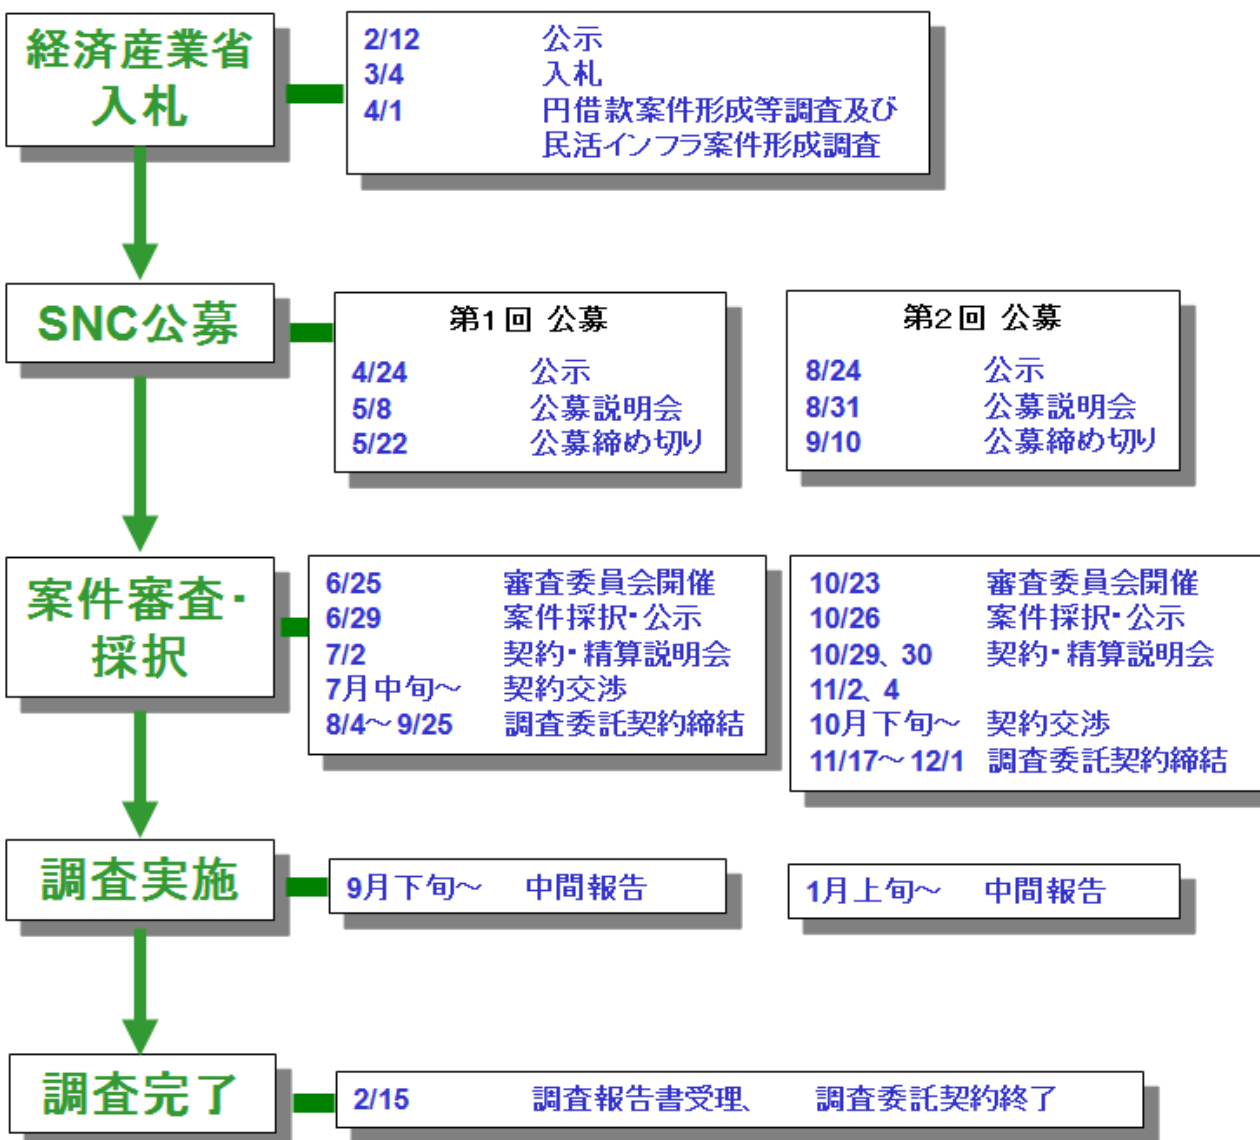 経済産業省
入札
2/12 公示
3/4 入札
4/1 円借款案件形成等調査及び
民活インフラ案件形成調査
SNC公募
第1回 公募
4/24 公示
5/8 公募説明会
5/22 公募締め切り
第2回 公募
8/24 公示
8/31 公募説明会
9/10 公募締め切り
案件審査・
採択
6/25 審査委員会開催
6/29 案件採択・公示
7/2 契約・精算説明会
7月中旬～ 契約交渉
8/4～9/25 調査委託契約締結
10/23 審査委員会開催
10/26 案件採択・公示
10/29、30 契約・精算説明会
11/2、4
10月下旬～ 契約交渉
11/17～12/1 調査委託契約締結
調査実施
9月下旬～ 中間報告
1月上旬～ 中間報告
調査完了
2/15 調査報告書受理、 調査委託契約終了